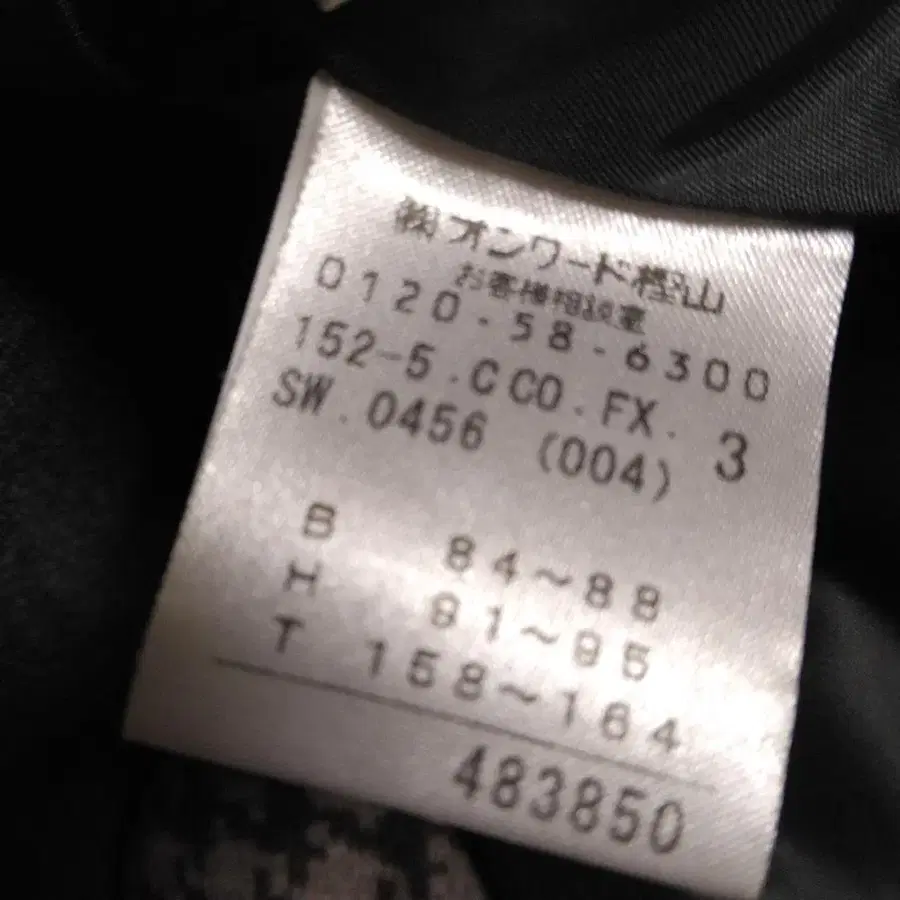 ㈱オンワード樫山
お客様相談室
0120-58-6300
152-5.CCO.FX. 3
SW.0456 (004)
B 84~88
H 91~95
T 158~164
483850